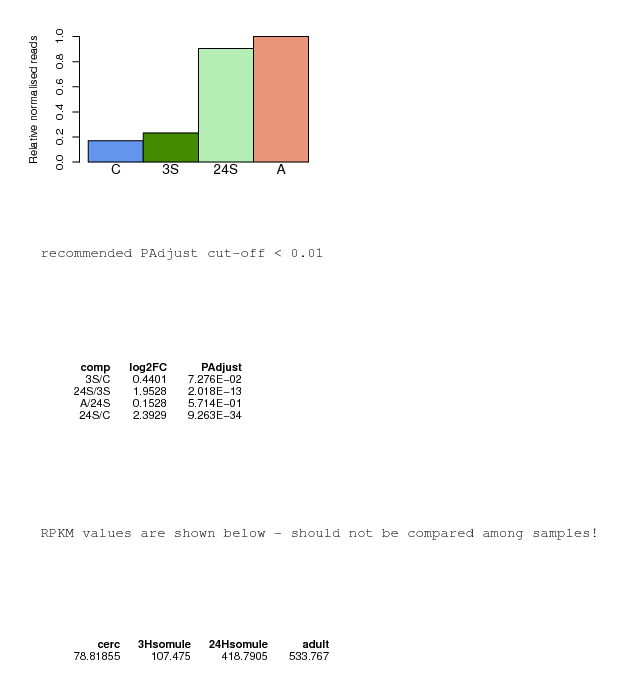 Relative normalised reads
1.0
0.8
0.6
0.4
0.2
0.0
C 3S 24S A
recommended PAdjust cut-off < 0.01
comp log2FC PAdjust
3S/C 0.4401 7.276E−02
24S/3S 1.9528 2.018E−13
A/24S 0.1528 5.714E−01
24S/C 2.3929 9.263E−34
RPKM values are shown below - should not be compared among samples!
cerc 3Hsomule 24Hsomule adult
78.81855 107.475 418.7905 533.767